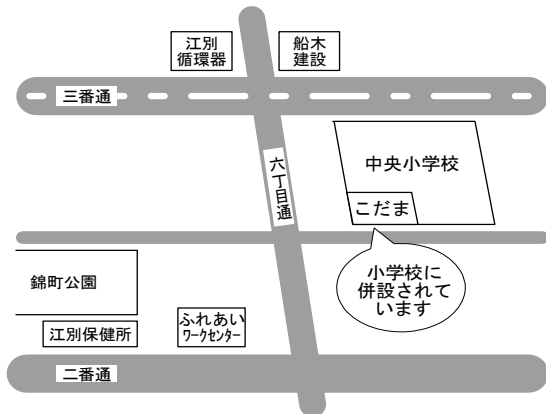 江別
循環器
船木
建設
三番通
中央小学校
こだま
六丁目通
小学校に
併設されて
います
錦町公園
江別保健所
ふれあい
ワークセンター
二番通